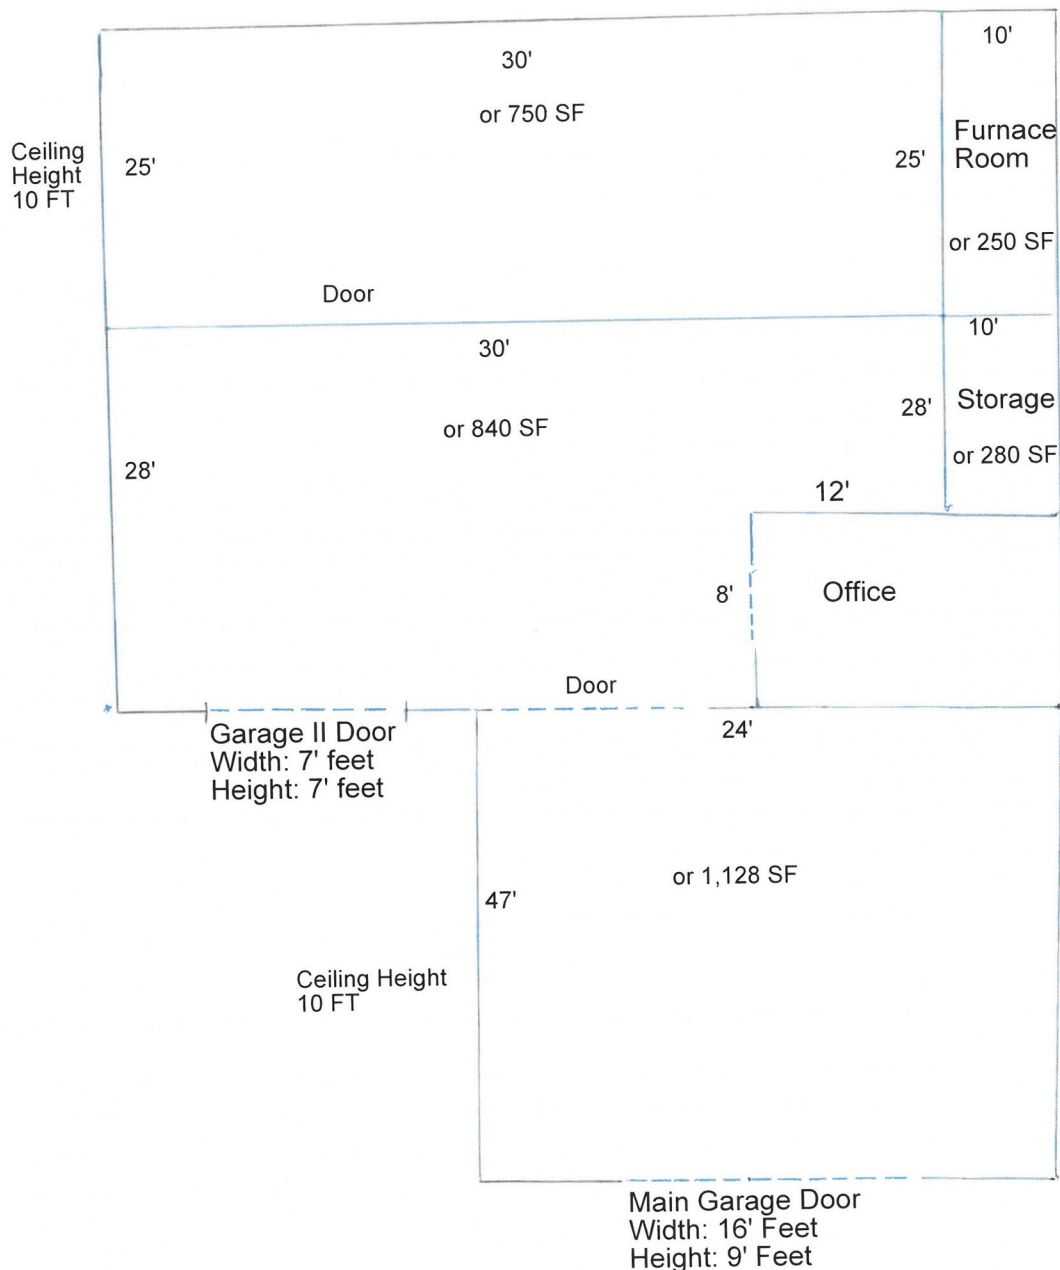 30'
10'
or 750 SF
Ceiling
Height
10 FT
25'
25'
Furnace
Room
or 250 SF
Door
30'
10'
28'
Storage
or 840 SF
or 280 SF
28'
12'
8'
Office
Door
Garage II Door
Width: 7' feet
Height: 7' feet
24'
47'
or 1,128 SF
Ceiling Height
10 FT
Main Garage Door
Width: 16' Feet
Height: 9' Feet